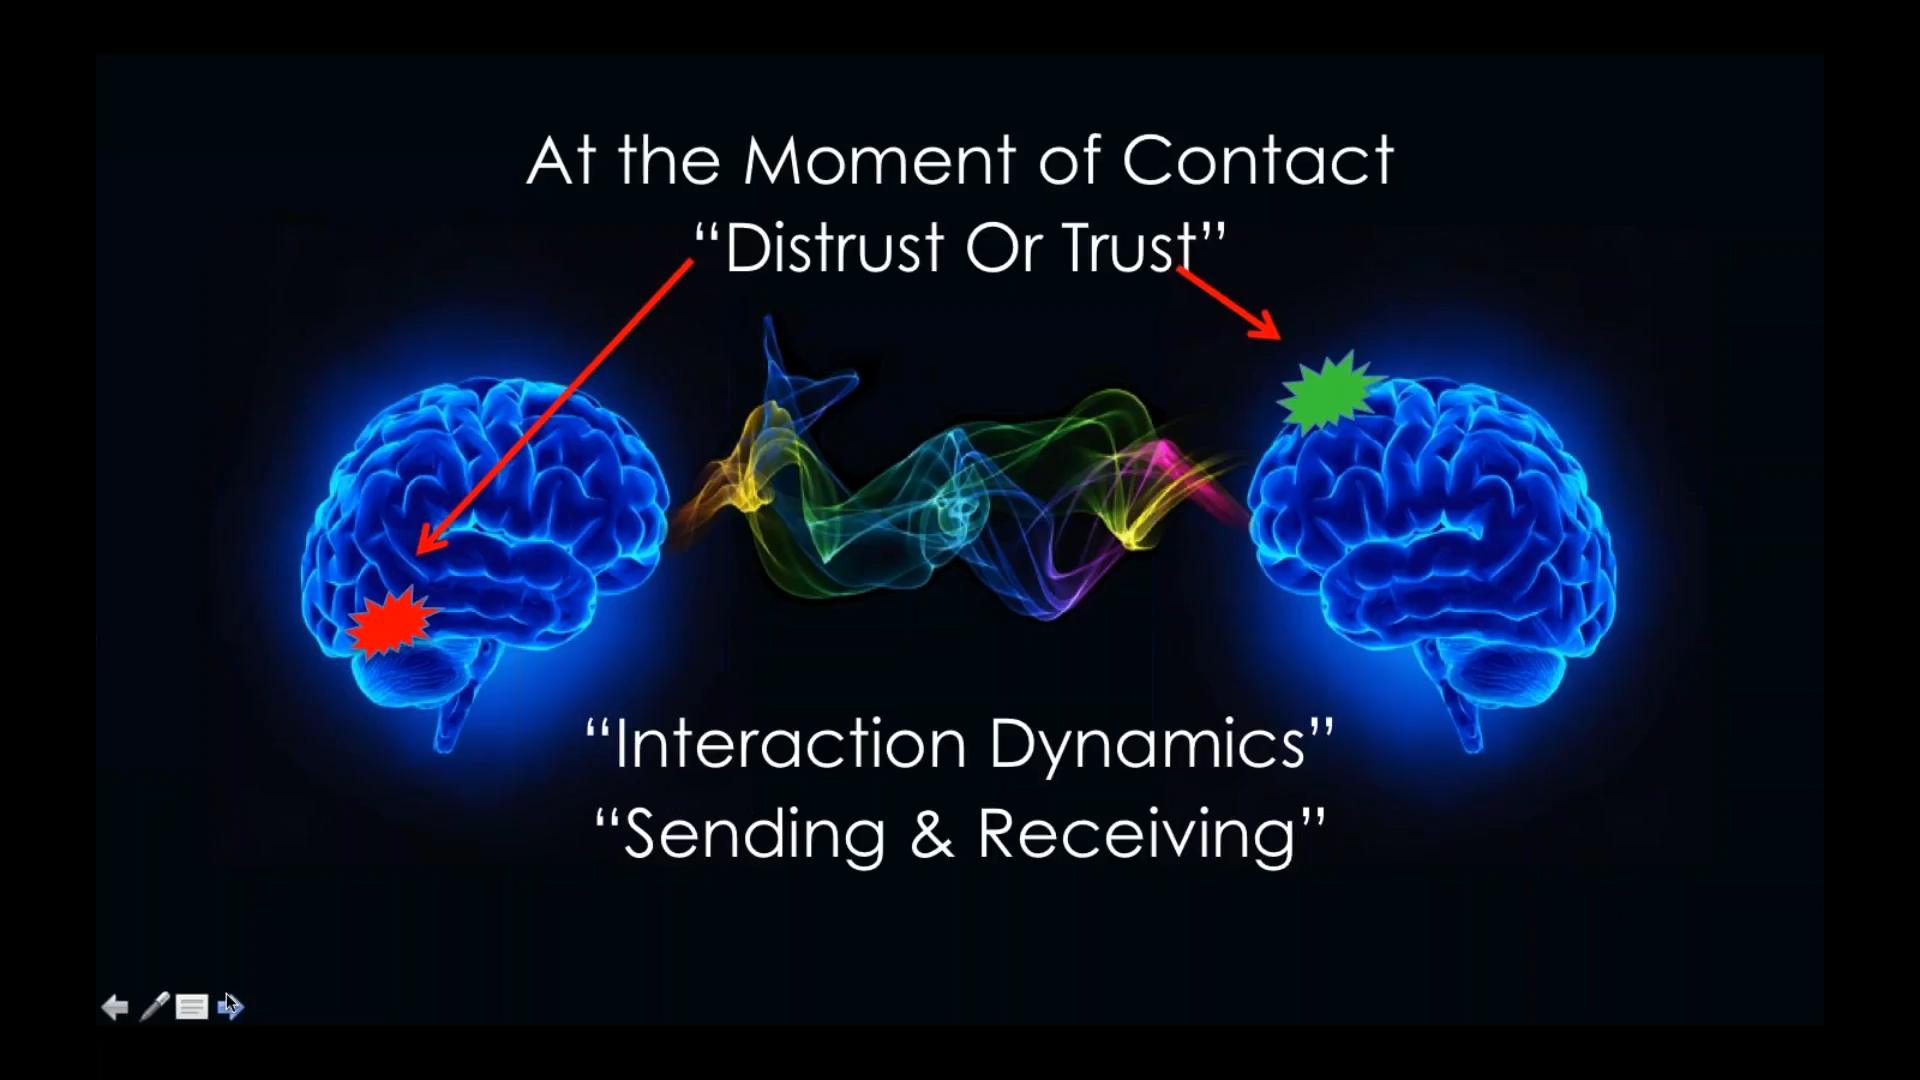 At the Moment of Contact
“Distrust Or Trust”
“Interaction Dynamics”
“Sending & Receiving”